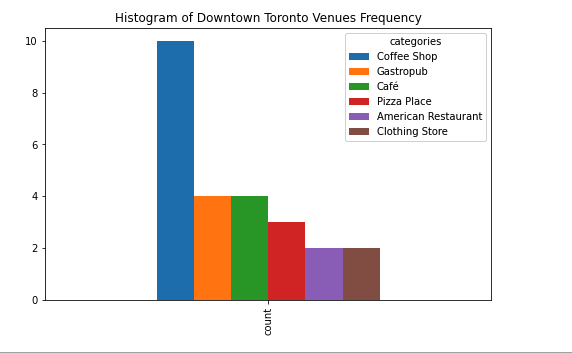 Histogram of Downtown Toronto Venues Frequency
10
8
6
4
2
0
categories
Coffee Shop
Gastropub
Café
Pizza Place
American Restaurant
Clothing Store
count